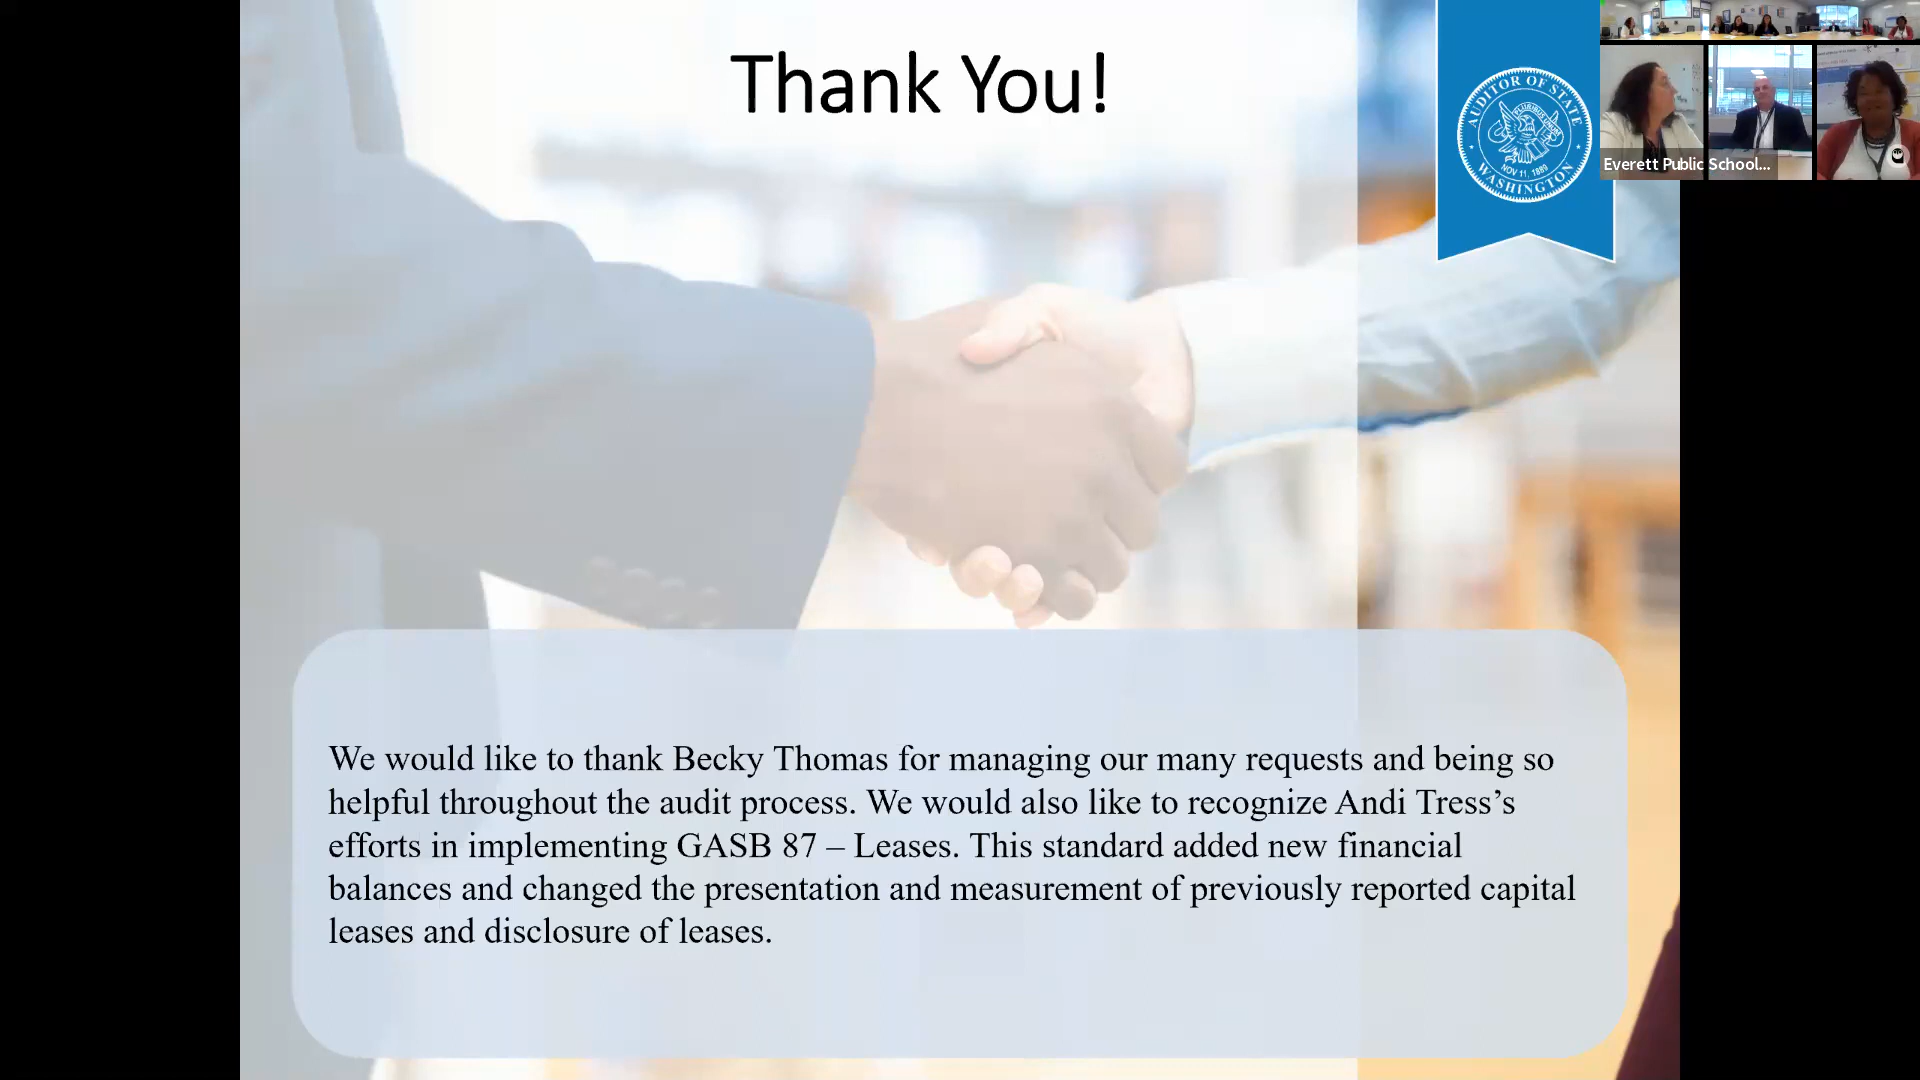 Thank You!
AUDITOR OF STATE
E PLURIBUS UNUM
NOV 11, 1889
WASHINGTON
Everett Public School...
We would like to thank Becky Thomas for managing our many requests and being so
helpful throughout the audit process. We would also like to recognize Andi Tress’s
efforts in implementing GASB 87 – Leases. This standard added new financial
balances and changed the presentation and measurement of previously reported capital
leases and disclosure of leases.